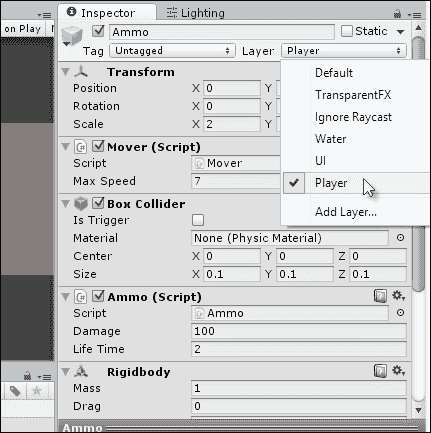 Inspector Lighting
on Play
Ammo Static
Tag Untagged Layer Player
Default
TransparentFX
Ignore Raycast
Water
UI
Player
Add Layer...
Transform
Position X 0 Y
Rotation X 0 Y
Scale X 2 Y
Mover (Script)
Script Mover
Max Speed 7
Box Collider
Is Trigger
Material None (Physic Material)
Center X 0 Y 0 Z 0
Size X 0.1 Y 0.1 Z 0.1
Ammo (Script)
Script Ammo
Damage 100
Life Time 2
Rigidbody
Mass 1
Drag 0
Ammo